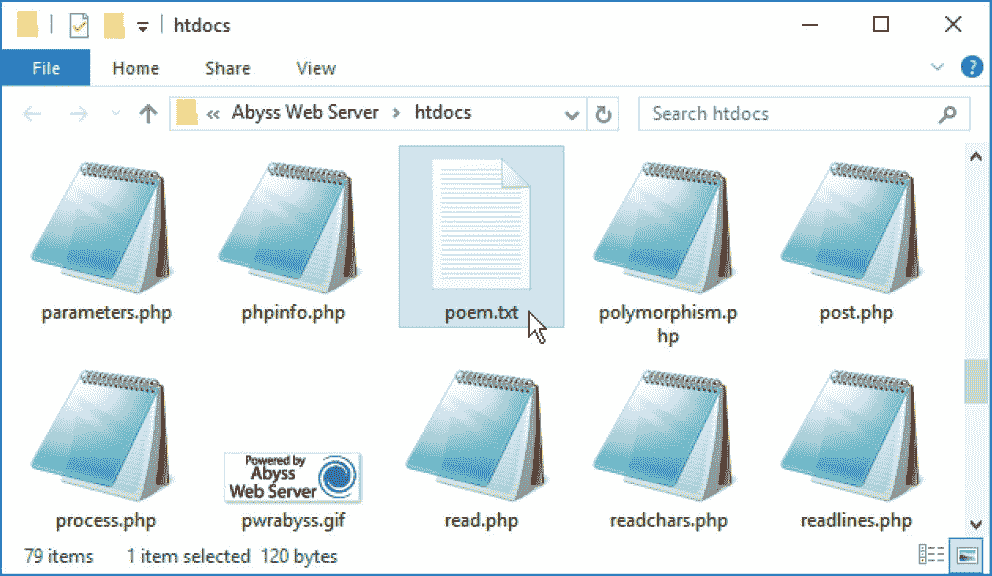 htdocs
File Home Share View ?
« Abyss Web Server > htdocs Search htdocs
parameters.php phpinfo.php poem.txt polymorphism.p post.php
hp
Powered by
Abyss
Web Server
process.php pwrabyss.gif read.php readchars.php readlines.php
79 items 1 item selected 120 bytes